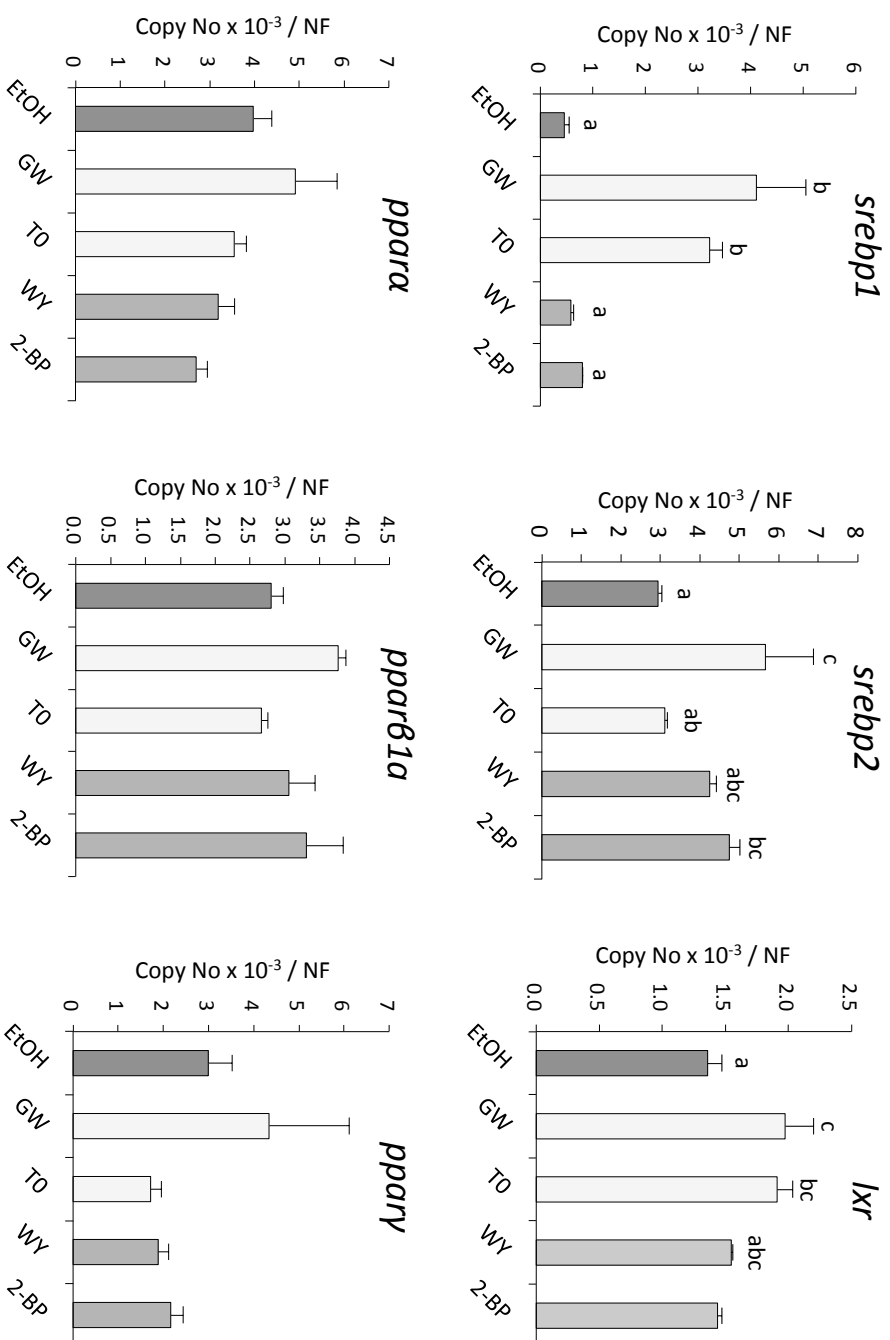 srebp1
Copy No x 10⁻³ / NF
6
5
4
3
2
1
0
a
b
b
a
a
EtOH
GW
T0
WY
2-BP
srebp2
Copy No x 10⁻³ / NF
8
7
6
5
4
3
2
1
0
a
c
ab
abc
bc
EtOH
GW
T0
WY
2-BP
lxr
Copy No x 10⁻³ / NF
2.5
2.0
1.5
1.0
0.5
0.0
a
c
bc
abc
EtOH
GW
T0
WY
2-BP
pparα
Copy No x 10⁻³ / NF
7
6
5
4
3
2
1
0
EtOH
GW
T0
WY
2-BP
pparβ1a
Copy No x 10⁻³ / NF
4.5
4.0
3.5
3.0
2.5
2.0
1.5
1.0
0.5
0.0
EtOH
GW
T0
WY
2-BP
pparγ
Copy No x 10⁻³ / NF
7
6
5
4
3
2
1
0
EtOH
GW
T0
WY
2-BP